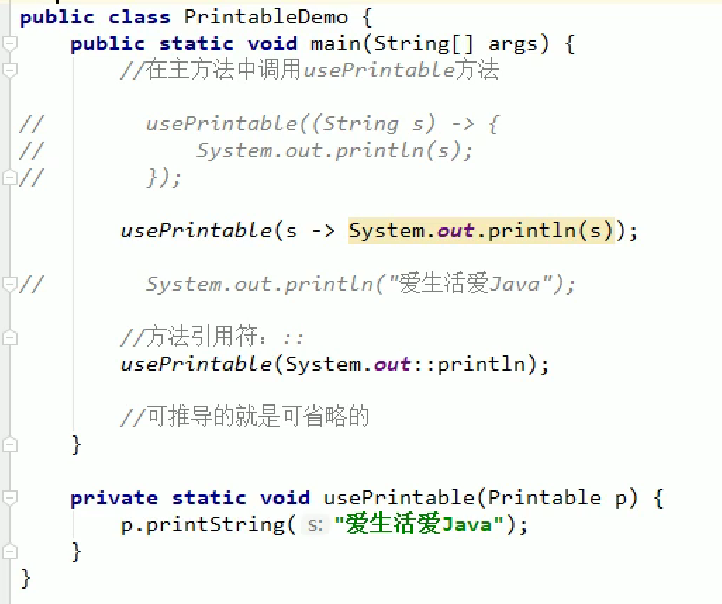 public class PrintableDemo {
    public static void main(String[] args) {
        //在主方法中调用usePrintable方法
//        usePrintable((String s) -> {
//            System.out.println(s);
//        });
        usePrintable(s -> System.out.println(s));
//        System.out.println("爱生活爱Java");
        //方法引用符：::
        usePrintable(System.out::println);
        //可推导的就是可省略的
    }
    private static void usePrintable(Printable p) {
        p.printString( s: "爱生活爱Java");
    }
}